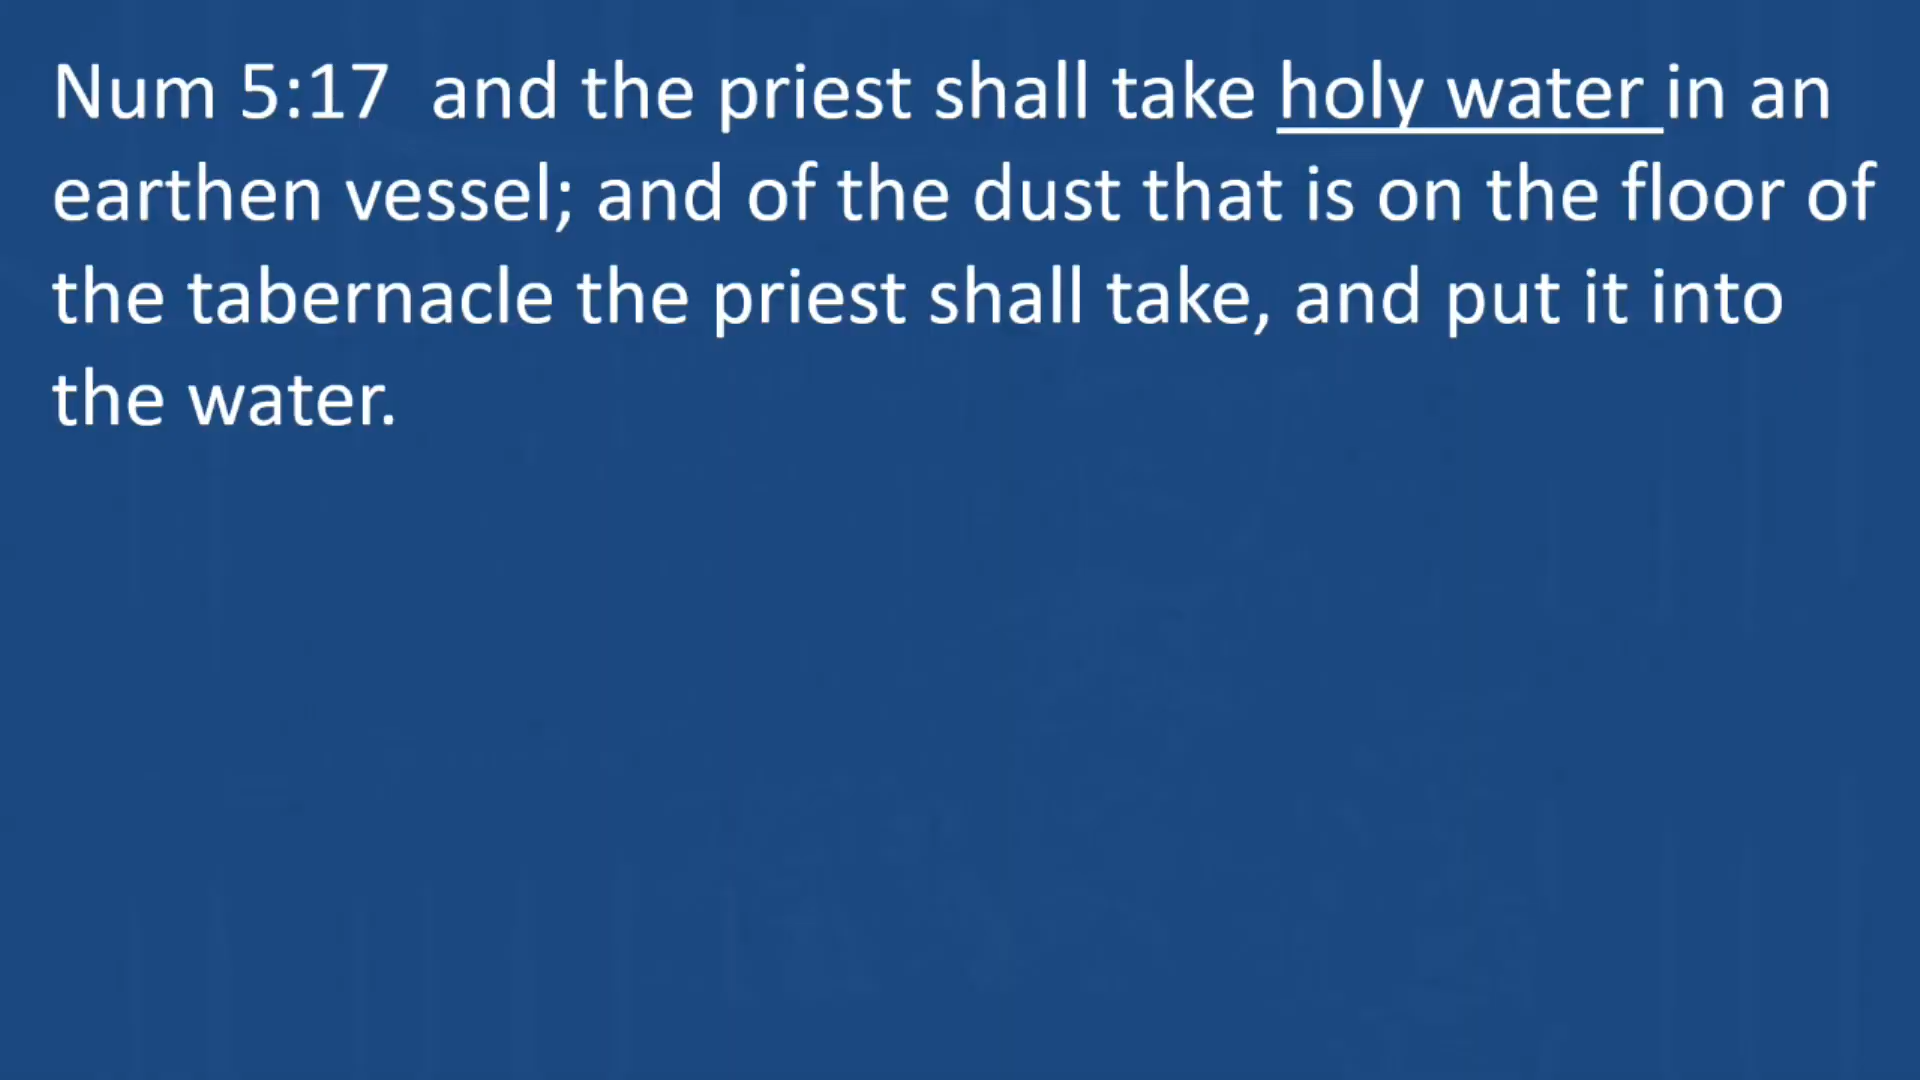 Num 5:17  and the priest shall take holy water in an
earthen vessel; and of the dust that is on the floor of
the tabernacle the priest shall take, and put it into
the water.